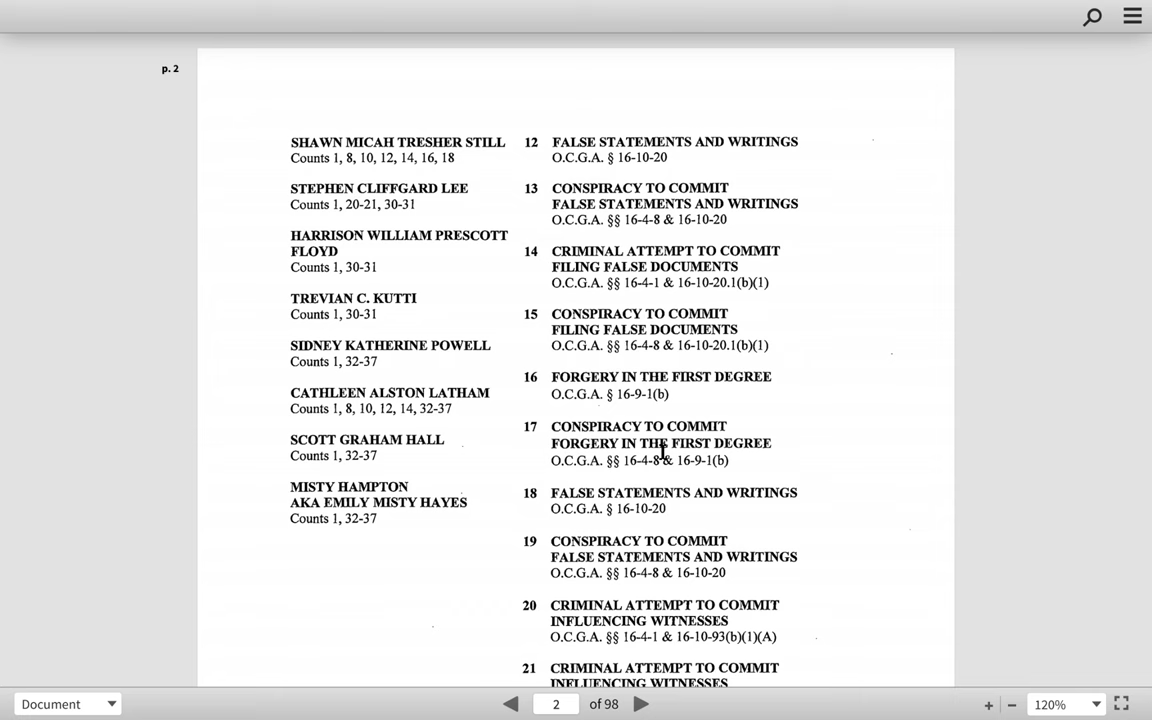 p. 2
SHAWN MICAH TRESHER STILL
Counts 1, 8, 10, 12, 14, 16, 18
STEPHEN CLIFFGARD LEE
Counts 1, 20-21, 30-31
HARRISON WILLIAM PRESCOTT
FLOYD
Counts 1, 30-31
TREVIAN C. KUTTI
Counts 1, 30-31
SIDNEY KATHERINE POWELL
Counts 1, 32-37
CATHLEEN ALSTON LATHAM
Counts 1, 8, 10, 12, 14, 32-37
SCOTT GRAHAM HALL
Counts 1, 32-37
MISTY HAMPTON
AKA EMILY MISTY HAYES
Counts 1, 32-37
12 FALSE STATEMENTS AND WRITINGS
O.C.G.A. § 16-10-20
13 CONSPIRACY TO COMMIT
FALSE STATEMENTS AND WRITINGS
O.C.G.A. §§ 16-4-8 & 16-10-20
14 CRIMINAL ATTEMPT TO COMMIT
FILING FALSE DOCUMENTS
O.C.G.A. §§ 16-4-1 & 16-10-20.1(b)(1)
15 CONSPIRACY TO COMMIT
FILING FALSE DOCUMENTS
O.C.G.A. §§ 16-4-8 & 16-10-20.1(b)(1)
16 FORGERY IN THE FIRST DEGREE
O.C.G.A. § 16-9-1(b)
17 CONSPIRACY TO COMMIT
FORGERY IN THE FIRST DEGREE
O.C.G.A. §§ 16-4-8 & 16-9-1(b)
18 FALSE STATEMENTS AND WRITINGS
O.C.G.A. § 16-10-20
19 CONSPIRACY TO COMMIT
FALSE STATEMENTS AND WRITINGS
O.C.G.A. §§ 16-4-8 & 16-10-20
20 CRIMINAL ATTEMPT TO COMMIT
INFLUENCING WITNESSES
O.C.G.A. §§ 16-4-1 & 16-10-93(b)(1)(A)
21 CRIMINAL ATTEMPT TO COMMIT
INFLUENCING WITNESSES
Document 2 of 98 120%